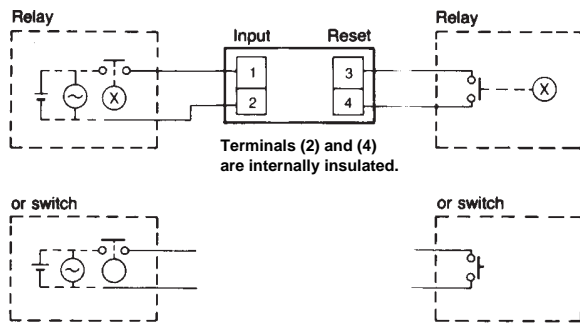 Relay
Input Reset
Relay
X
1
2
3
4
X
Terminals (2) and (4)
are internally insulated.
or switch
or switch